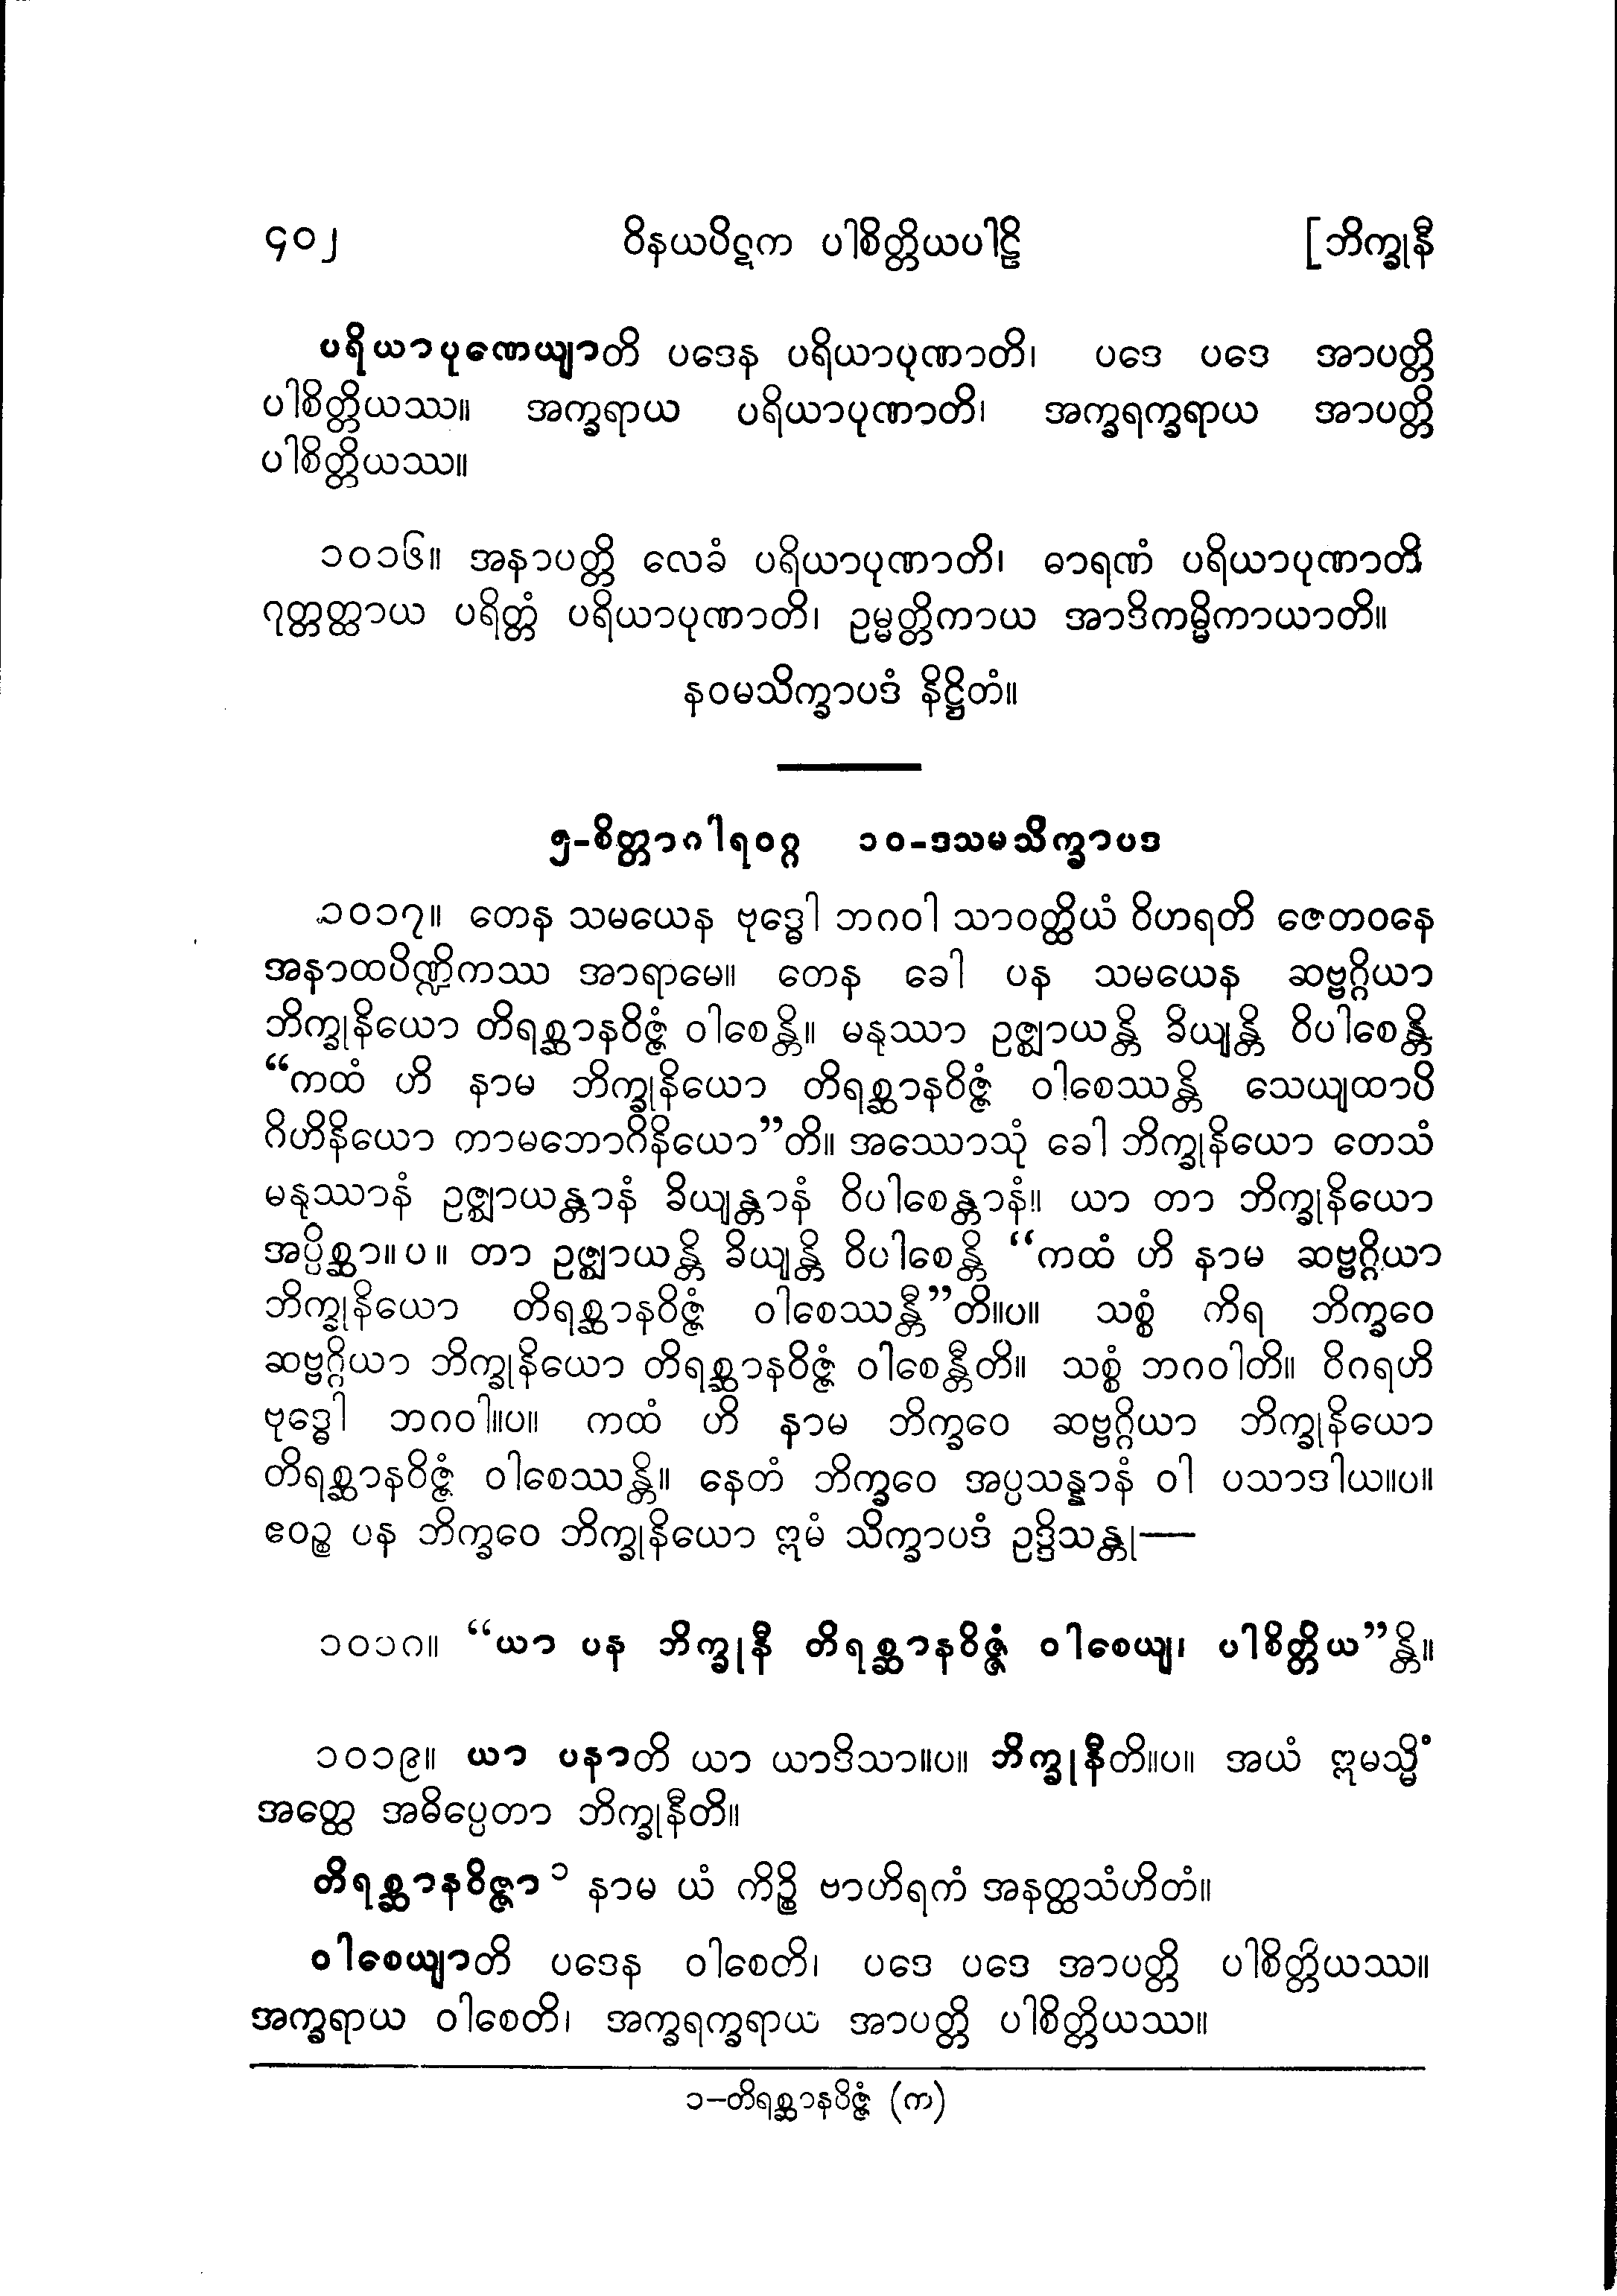 ၄၀၂ ဝိနယပိဋက ပါစိတ္တိယပါဠိ [ဘိက္ခုနီ
ပရိယာပုဏေယျာတိ ပဒေန ပရိယာပုဏာတိ၊ ပဒေ ပဒေ အာပတ္တိ
ပါစိတ္တိယဿ။ အက္ခရာယ ပရိယာပုဏာတိ၊ အက္ခရက္ခရာယ အာပတ္တိ
ပါစိတ္တိယဿ။
၁၀၁၆။ အနာပတ္တိ လေခံ ပရိယာပုဏာတိ၊ ဓာရဏံ ပရိယာပုဏာတိ
ဂုတ္တတ္ထာယ ပရိတ္တံ ပရိယာပုဏာတိ၊ ဥမ္မတ္တိကာယ အာဒိကမ္မိကာယာတိ။
နဝမသိက္ခာပဒံ နိဋ္ဌိတံ။
၅-စိတ္တာဂါရဝဂ္ဂ ၁၀-ဒသမသိက္ခာပဒ
၁၀၁၇။ တေန သမယေန ဗုဒ္ဓေါ ဘဂဝါ သာဝတ္ထိယံ ဝိဟရတိ ဇေတဝနေ
အနာထပိဏ္ဍိကဿ အာရာမေ။ တေန ခေါ ပန သမယေန ဆဗ္ဗဂ္ဂိယာ
ဘိက္ခုနိယော တိရစ္ဆာနဝိဇ္ဇံ ဝါစေန္တိ။ မနုဿာ ဥဇ္ဈာယန္တိ ခိယျန္တိ ဝိပါစေန္တိ
“ကထံ ဟိ နာမ ဘိက္ခုနိယော တိရစ္ဆာနဝိဇ္ဇံ ဝါစေဿန္တိ သေယျထာပိ
ဂိဟိနိယော ကာမဘောဂိနိယော”တိ။ အဿောသုံ ခေါ ဘိက္ခုနိယော တေသံ
မနုဿာနံ ဥဇ္ဈာယန္တာနံ ခိယျန္တာနံ ဝိပါစေန္တာနံ။ ယာ တာ ဘိက္ခုနိယော
အပ္ပိစ္ဆာ။ပ။ တာ ဥဇ္ဈာယန္တိ ခိယျန္တိ ဝိပါစေန္တိ “ကထံ ဟိ နာမ ဆဗ္ဗဂ္ဂိယာ
ဘိက္ခုနိယော တိရစ္ဆာနဝိဇ္ဇံ ဝါစေဿန္တီ”တိ။ပ။ သစ္စံ ကိရ ဘိက္ခဝေ
ဆဗ္ဗဂ္ဂိယာ ဘိက္ခုနိယော တိရစ္ဆာနဝိဇ္ဇံ ဝါစေန္တီတိ။ သစ္စံ ဘဂဝါတိ။ ဝိဂရဟိ
ဗုဒ္ဓေါ ဘဂဝါ။ပ။ ကထံ ဟိ နာမ ဘိက္ခဝေ ဆဗ္ဗဂ္ဂိယာ ဘိက္ခုနိယော
တိရစ္ဆာနဝိဇ္ဇံ ဝါစေဿန္တိ။ နေတံ ဘိက္ခဝေ အပ္ပသန္နာနံ ဝါ ပသာဒါယ။ပ။
ဧဝဉ္စ ပန ဘိက္ခဝေ ဘိက္ခုနိယော ဣမံ သိက္ခာပဒံ ဥဒ္ဒိသန္တု—
၁၀၁၈။ “ယာ ပန ဘိက္ခုနီ တိရစ္ဆာနဝိဇ္ဇံ ဝါစေယျ၊ ပါစိတ္တိယ”န္တိ။
၁၀၁၉။ ယာ ပနာတိ ယာ ယာဒိသာ။ပ။ ဘိက္ခုနီတိ။ပ။ အယံ ဣမသ္မိံ
အတ္ထေ အဓိပ္ပေတာ ဘိက္ခုနီတိ။
တိရစ္ဆာနဝိဇ္ဇာ ၁ နာမ ယံ ကိဉ္စိ ဗာဟိရကံ အနတ္ထသံဟိတံ။
ဝါစေယျာတိ ပဒေန ဝါစေတိ၊ ပဒေ ပဒေ အာပတ္တိ ပါစိတ္တိယဿ။
အက္ခရာယ ဝါစေတိ၊ အက္ခရက္ခရာယ အာပတ္တိ ပါစိတ္တိယဿ။
၁–တိရစ္ဆာနဝိဇ္ဇံ (က)